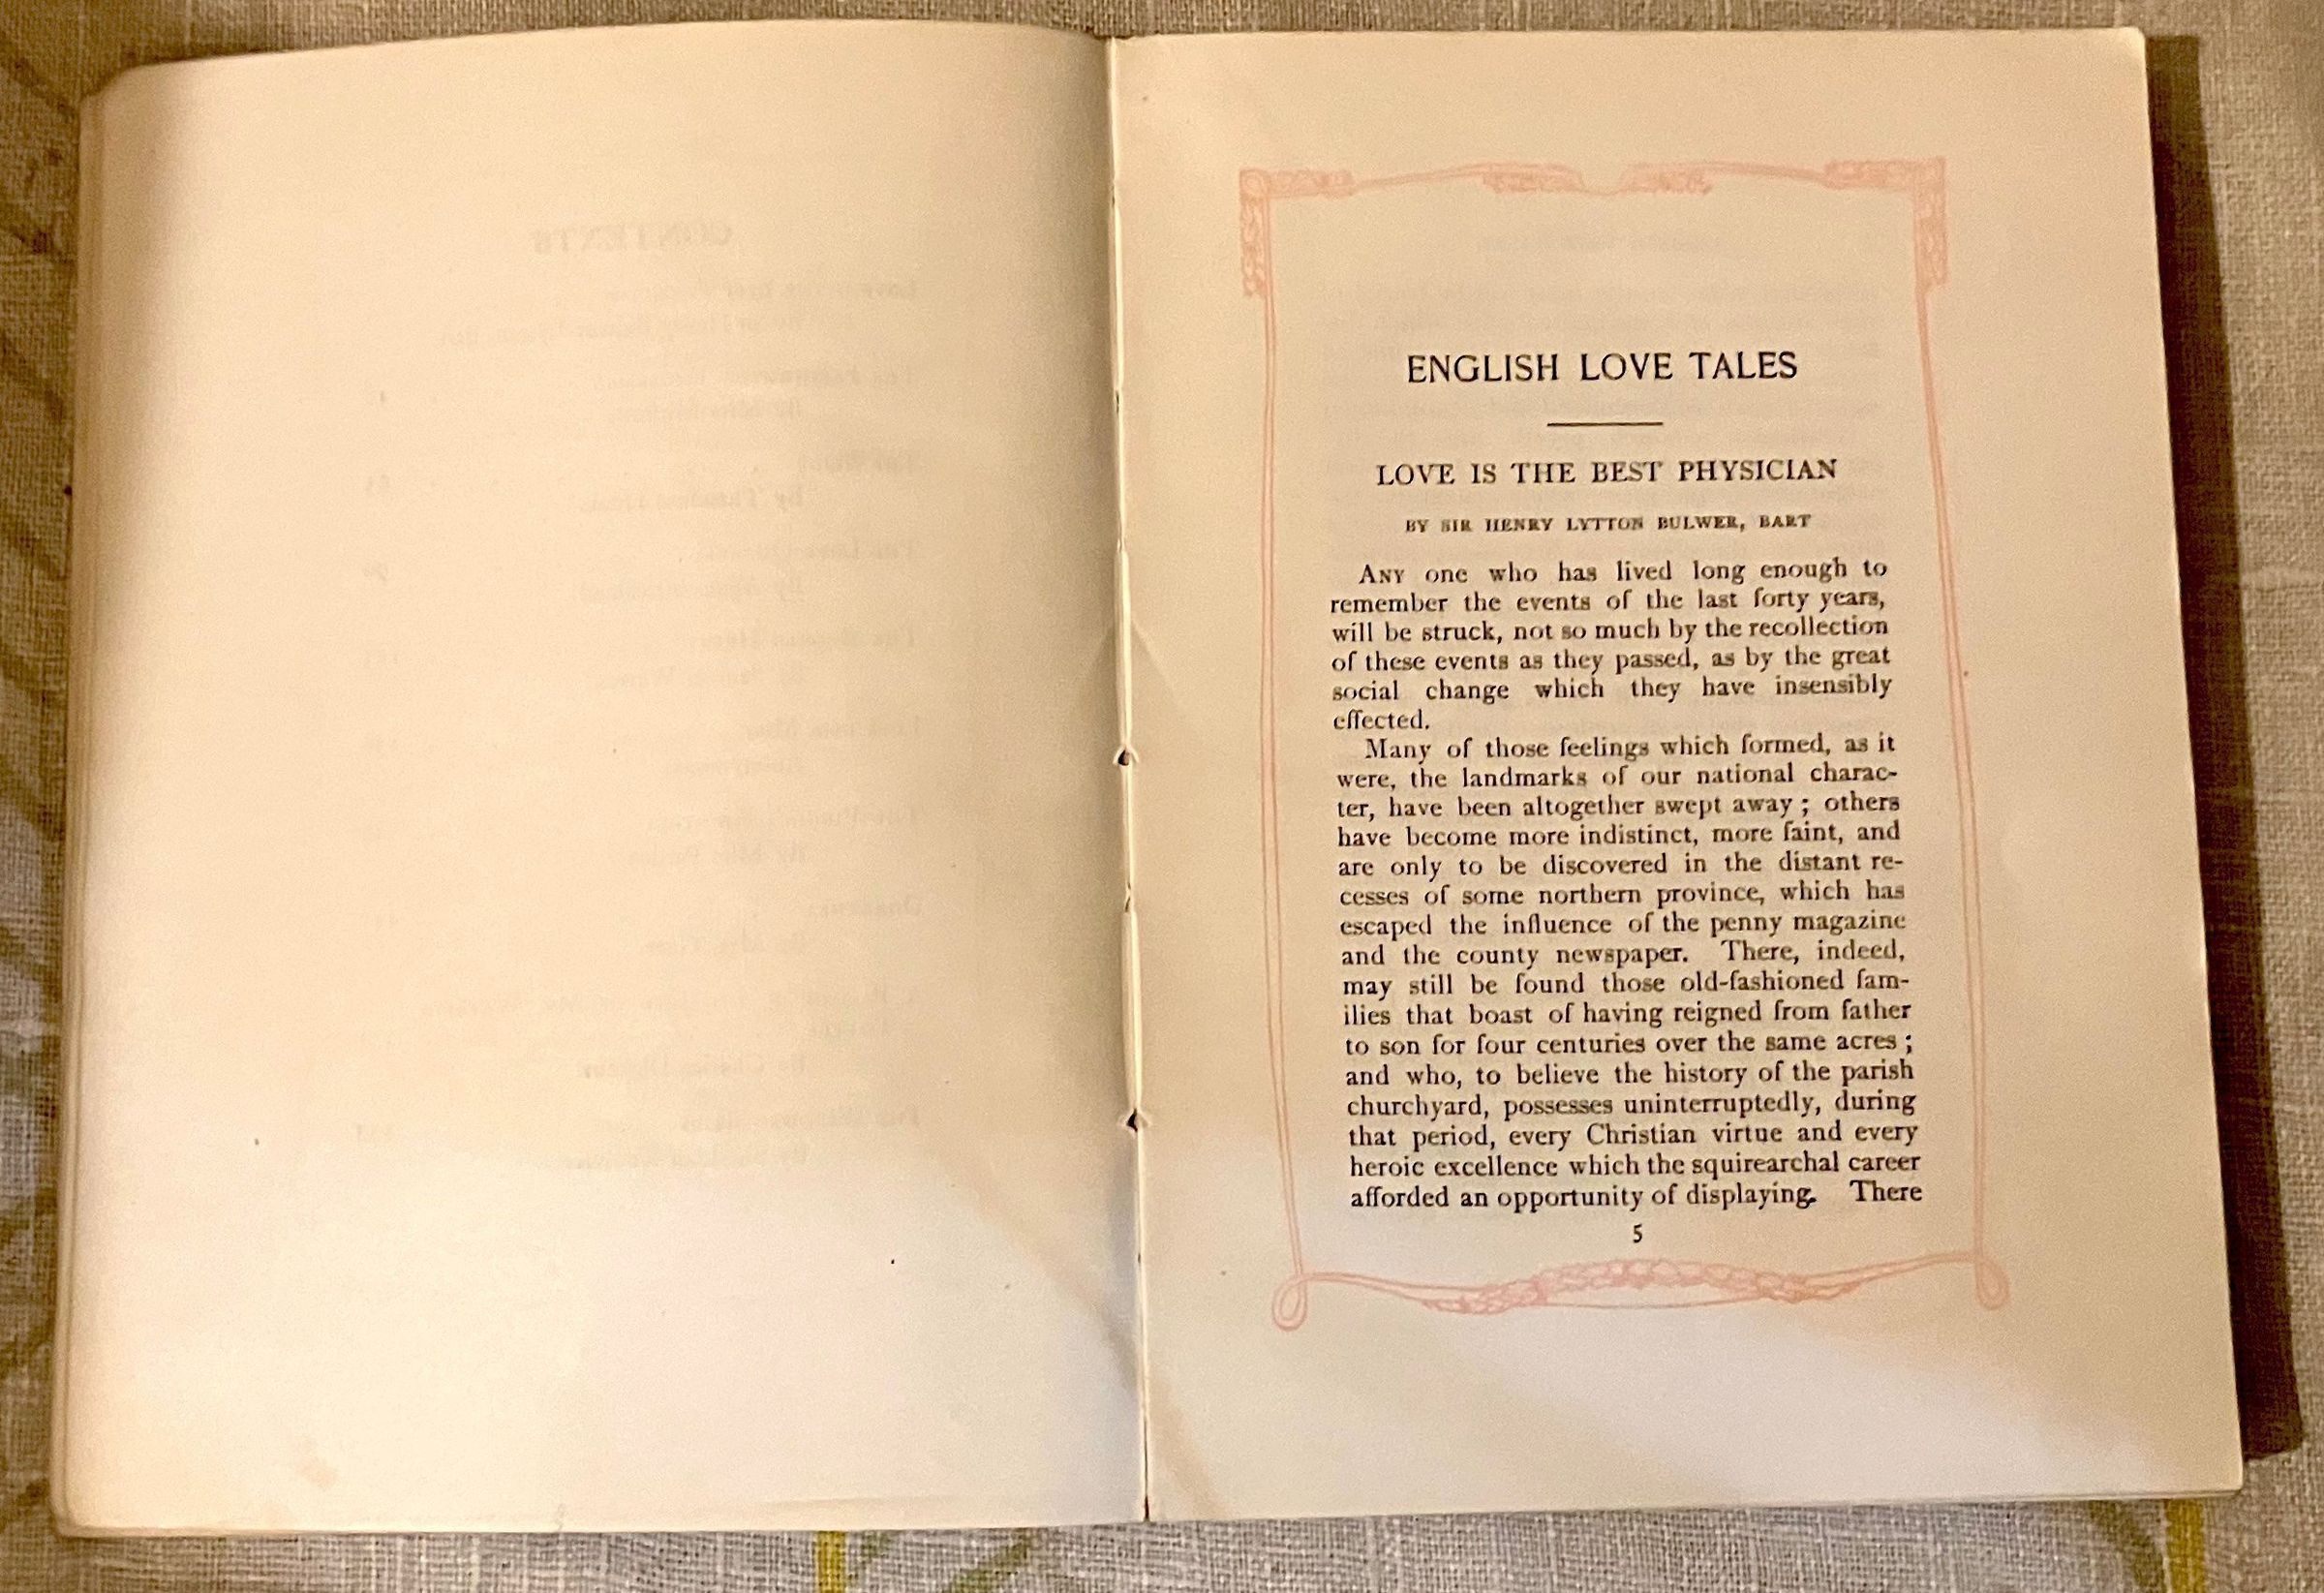 CONTENTS
ENGLISH LOVE TALES
LOVE IS THE BEST PHYSICIAN
BY SIR HENRY LYTTON BULWER, BART
ANY one who has lived long enough to
remember the events of the last forty years,
will be struck, not so much by the recollection
of these events as they passed, as by the great
social change which they have insensibly
effected.
Many of those feelings which formed, as it
were, the landmarks of our national charac-
ter, have been altogether swept away ; others
have become more indistinct, more faint, and
are only to be discovered in the distant re-
cesses of some northern province, which has
escaped the influence of the penny magazine
and the county newspaper. There, indeed,
may still be found those old-fashioned fam-
ilies that boast of having reigned from father
to son for four centuries over the same acres ;
and who, to believe the history of the parish
churchyard, possesses uninterruptedly, during
that period, every Christian virtue and every
heroic excellence which the squirearchal career
afforded an opportunity of displaying. There
5